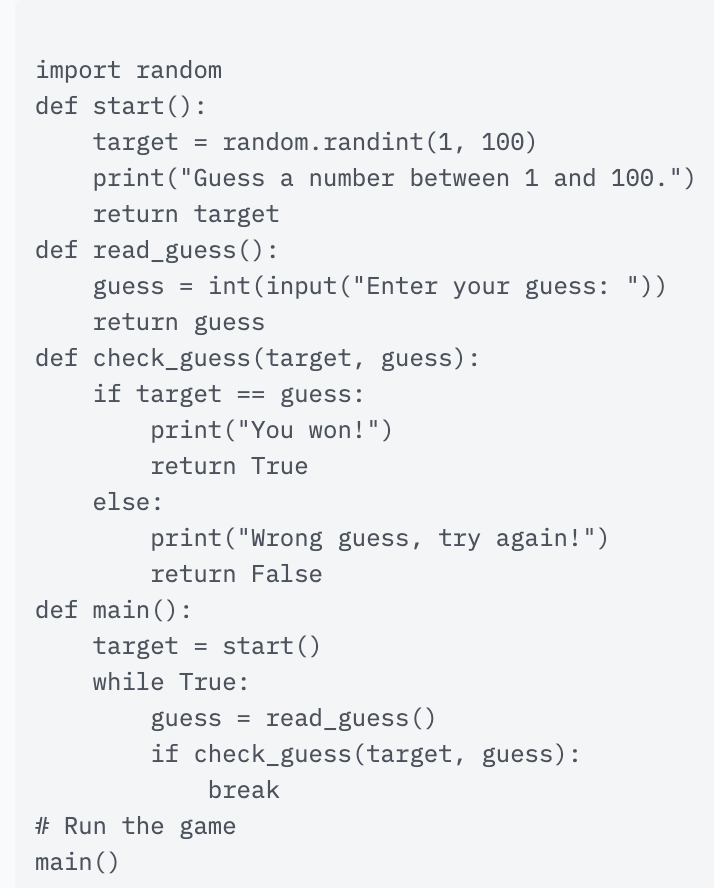 import random
def start():
    target = random.randint(1, 100)
    print("Guess a number between 1 and 100.")
    return target
def read_guess():
    guess = int(input("Enter your guess: "))
    return guess
def check_guess(target, guess):
    if target == guess:
        print("You won!")
        return True
    else:
        print("Wrong guess, try again!")
        return False
def main():
    target = start()
    while True:
        guess = read_guess()
        if check_guess(target, guess):
            break
# Run the game
main()